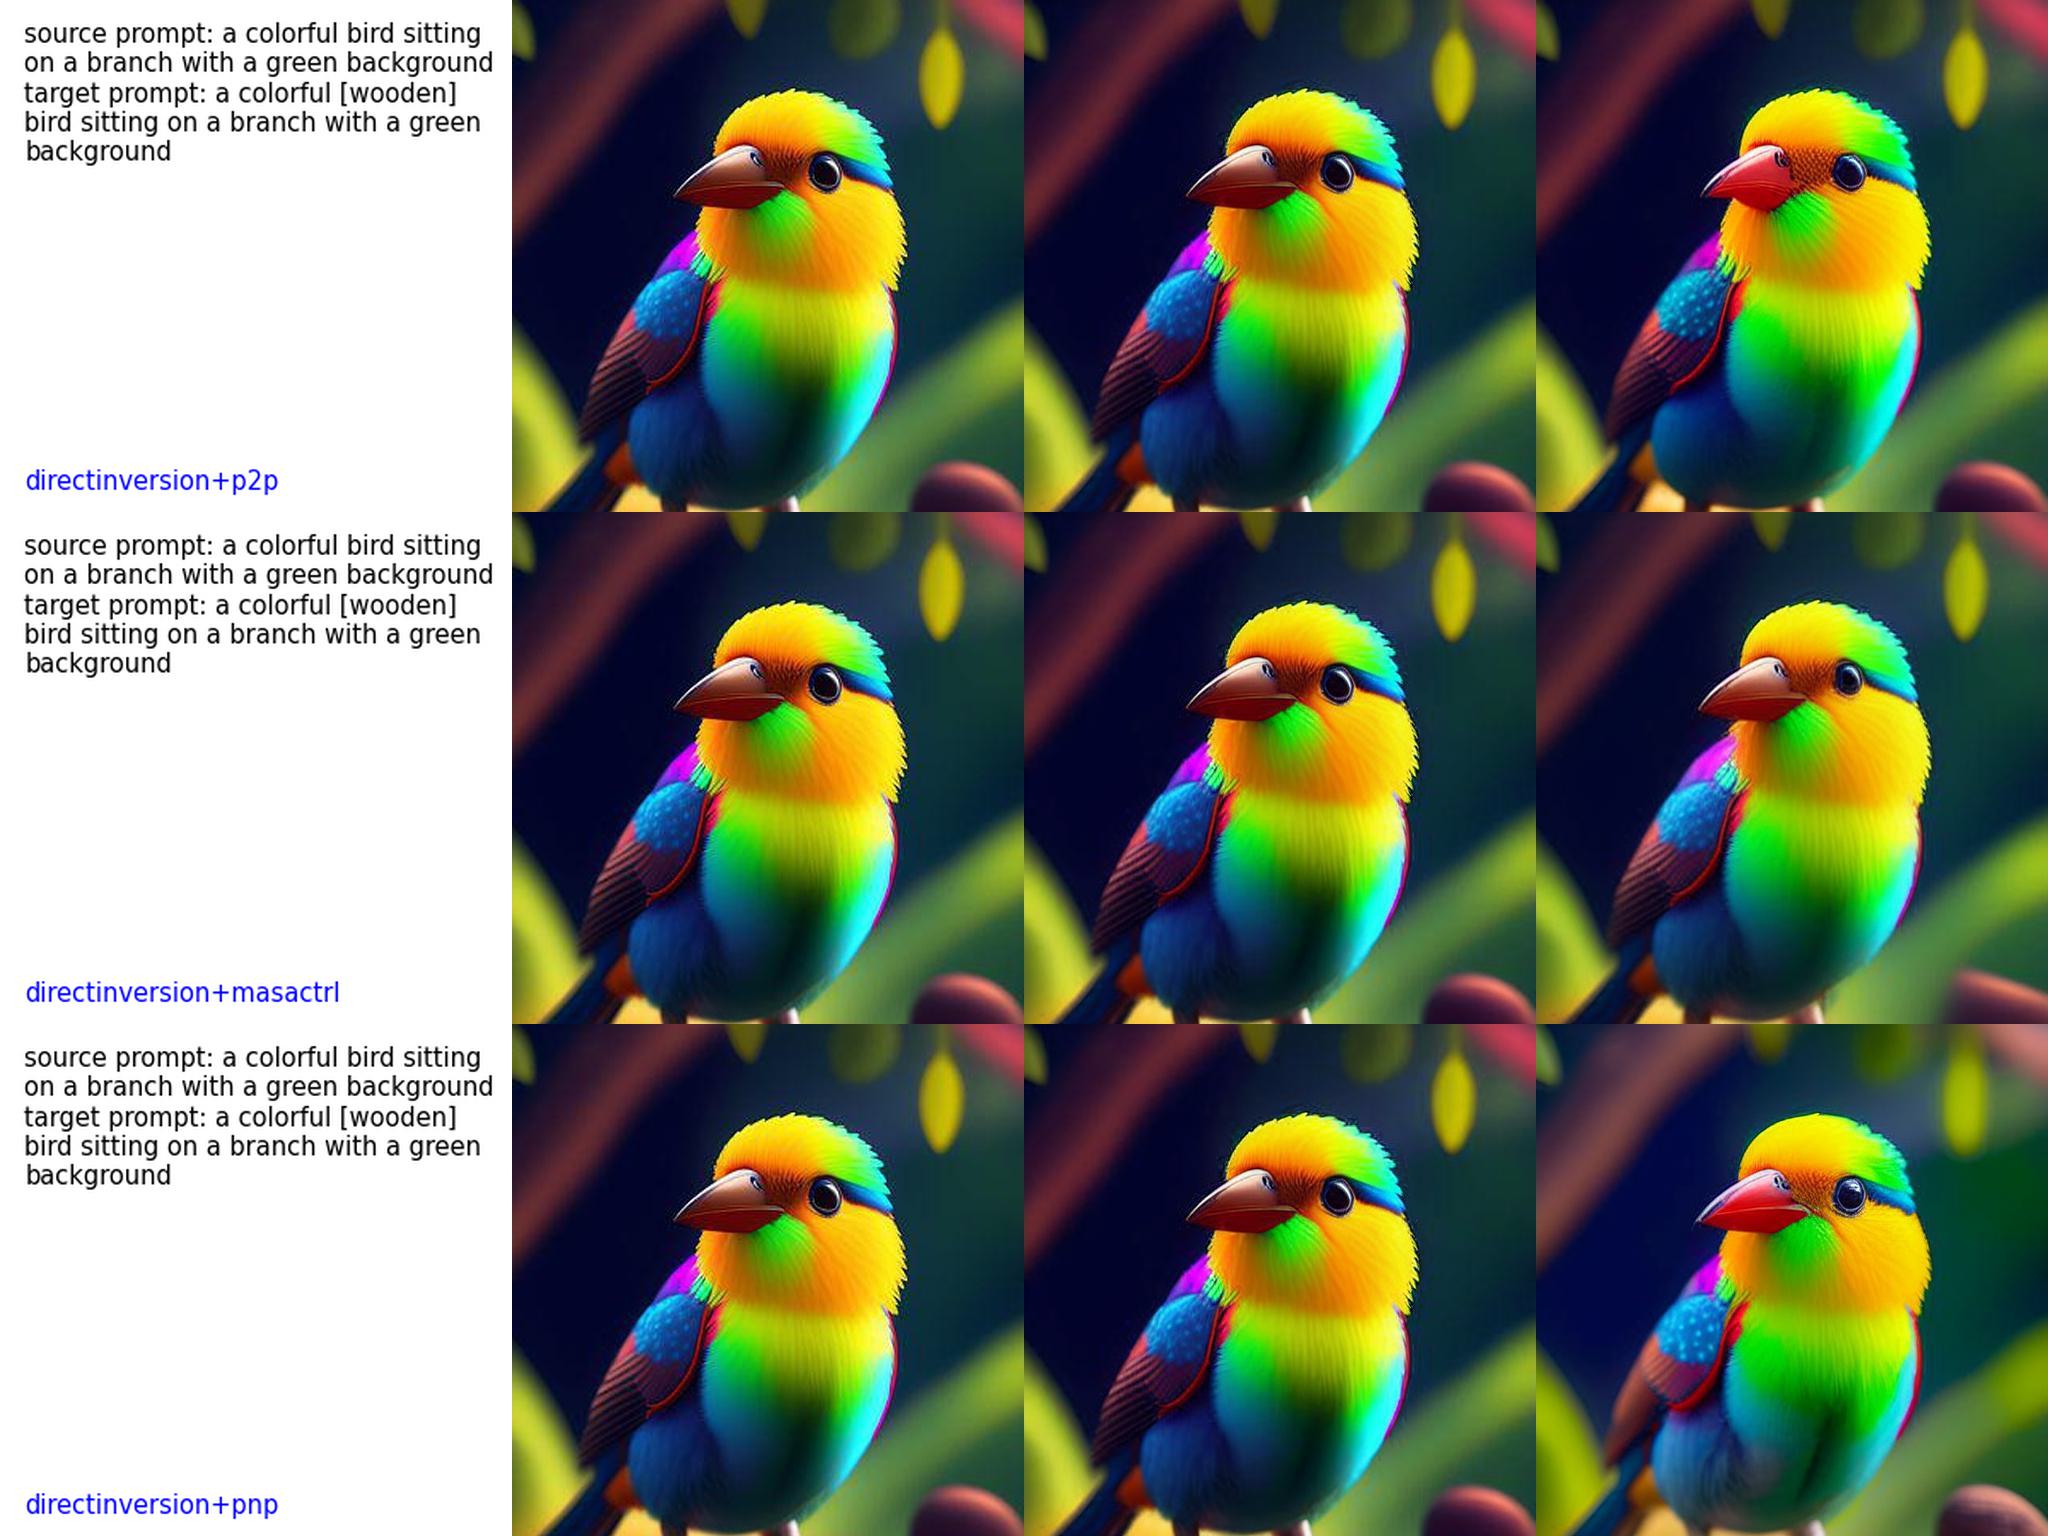 source prompt: a colorful bird sitting
on a branch with a green background
target prompt: a colorful [wooden]
bird sitting on a branch with a green
background
directinversion+p2p
source prompt: a colorful bird sitting
on a branch with a green background
target prompt: a colorful [wooden]
bird sitting on a branch with a green
background
directinversion+masactrl
source prompt: a colorful bird sitting
on a branch with a green background
target prompt: a colorful [wooden]
bird sitting on a branch with a green
background
directinversion+pnp